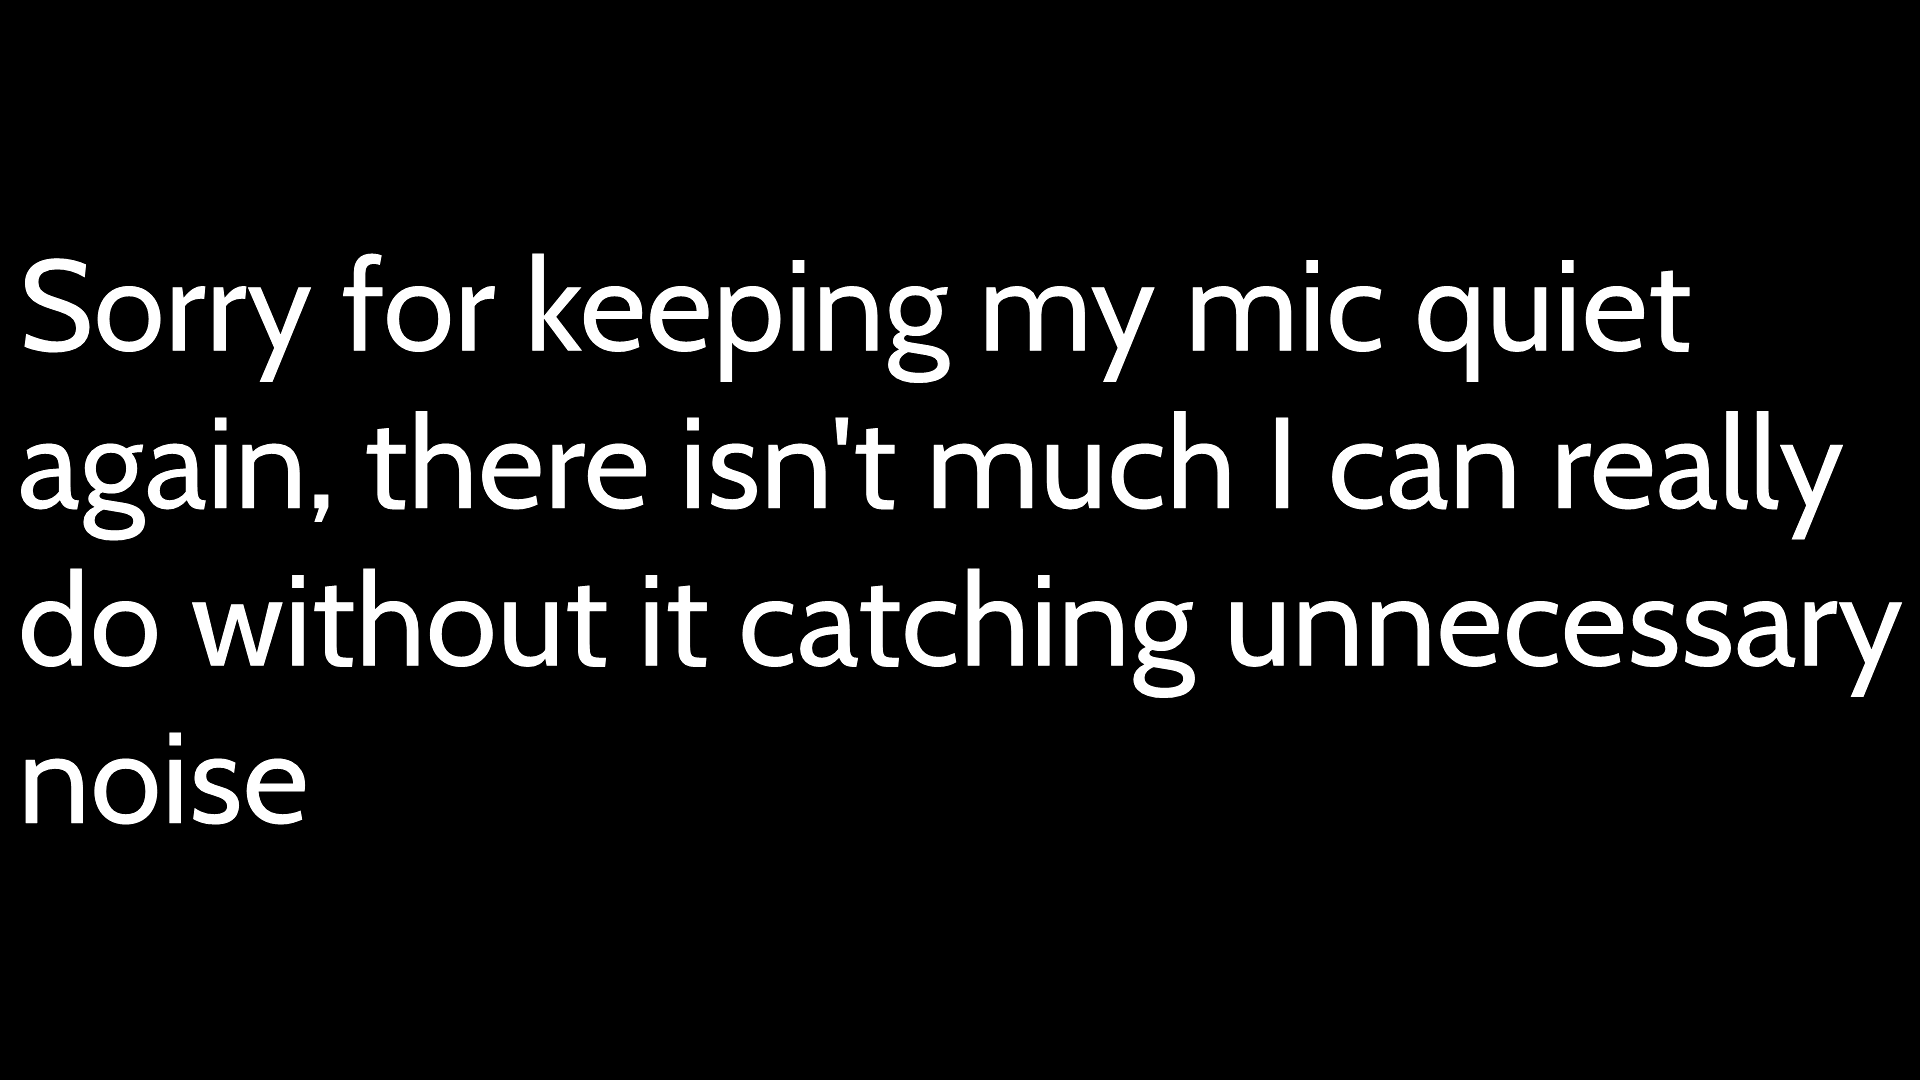 Sorry for keeping my mic quiet
again, there isn't much I can really
do without it catching unnecessary
noise